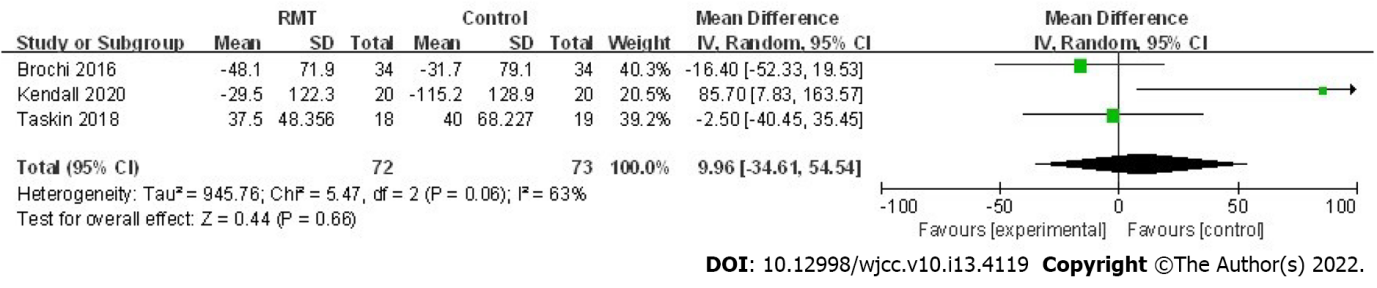 RMT Control Mean Difference Mean Difference
Study or Subgroup Mean SD Total Mean SD Total Weight IV, Random, 95% CI IV, Random, 95% CI
Brochi 2016 -48.1 71.9 34 -31.7 79.1 34 40.3% -16.40 [-52.33, 19.53]
Kendall 2020 -29.5 122.3 20 -115.2 128.9 20 20.5% 85.70 [7.83, 163.57]
Taskin 2018 37.5 48.356 18 40 68.227 19 39.2% -2.50 [-40.45, 35.45]
Total (95% CI) 72 73 100.0% 9.96 [-34.61, 54.54]
Heterogeneity: Tau² = 945.76; Chi² = 5.47, df = 2 (P = 0.06); I² = 63%
Test for overall effect: Z = 0.44 (P = 0.66)
-100 -50 0 50 100
Favours [experimental] Favours [control]
DOI: 10.12998/wjcc.v10.i13.4119 Copyright ©The Author(s) 2022.